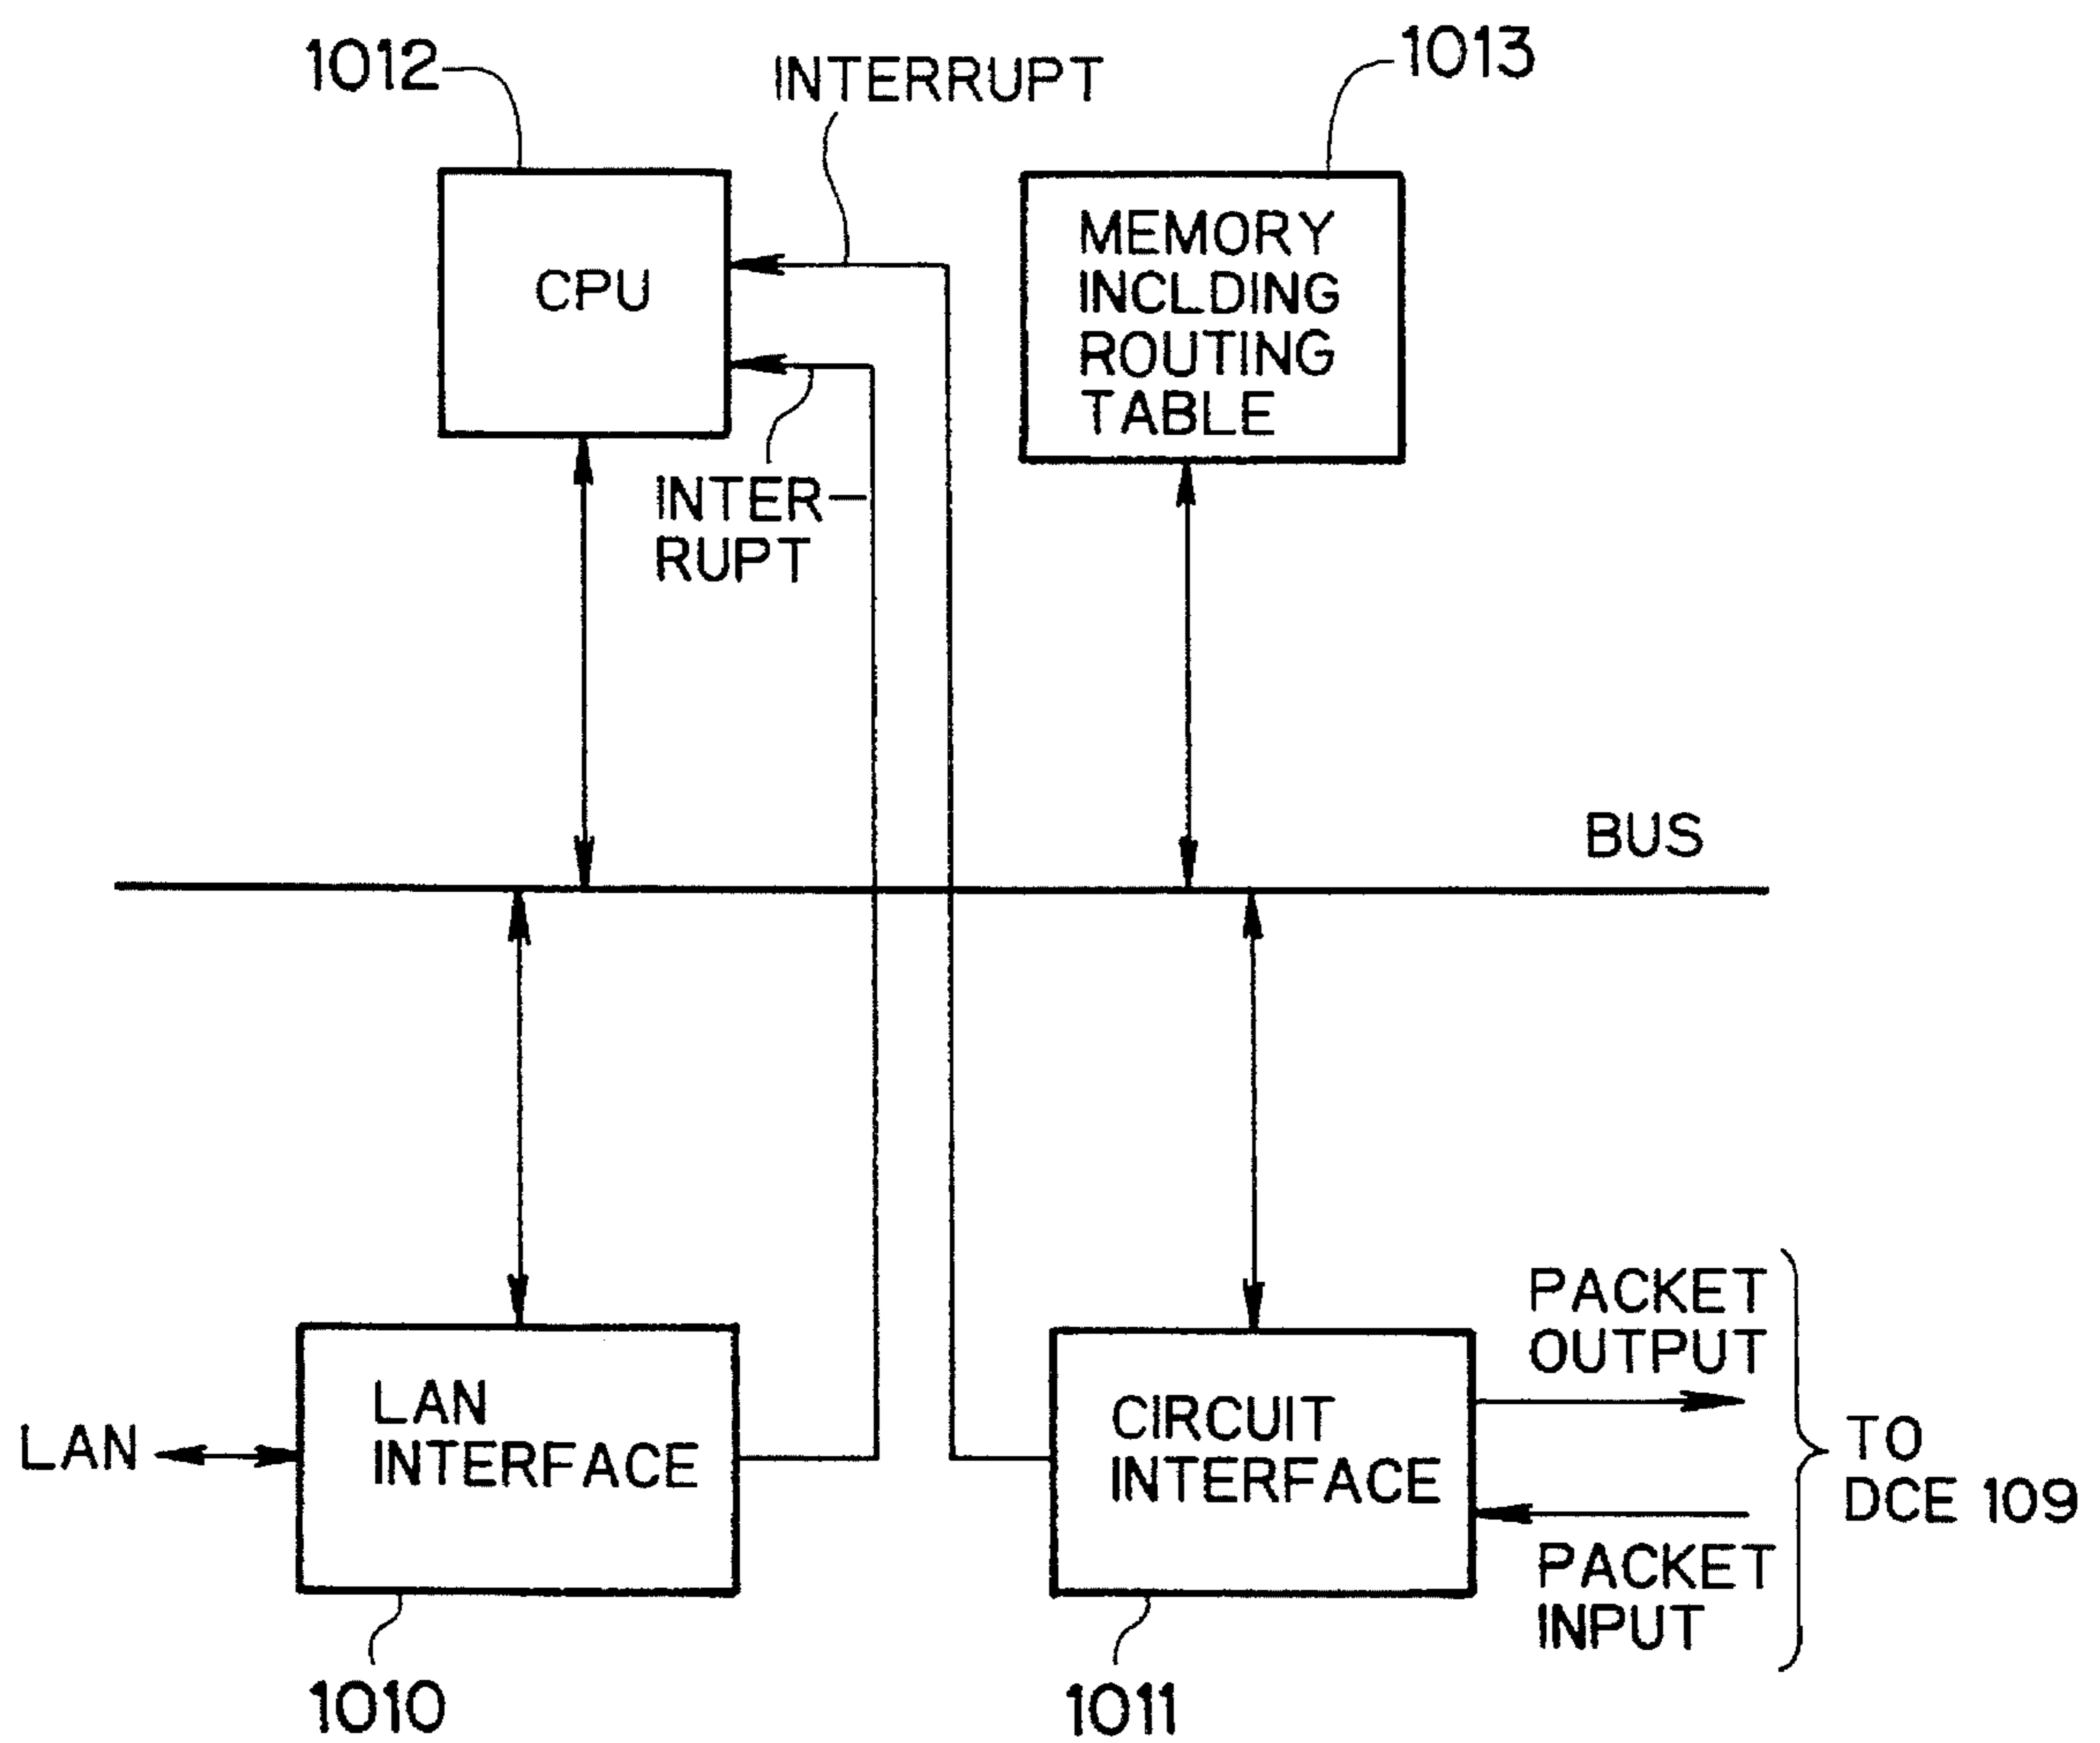 1012
INTERRUPT
1013
CPU
MEMORY
INCLDING
ROUTING
TABLE
INTER-
RUPT
BUS
LAN
LAN
INTERFACE
1010
CIRCUIT
INTERFACE
1011
PACKET
OUTPUT
PACKET
INPUT
TO
DCE 109